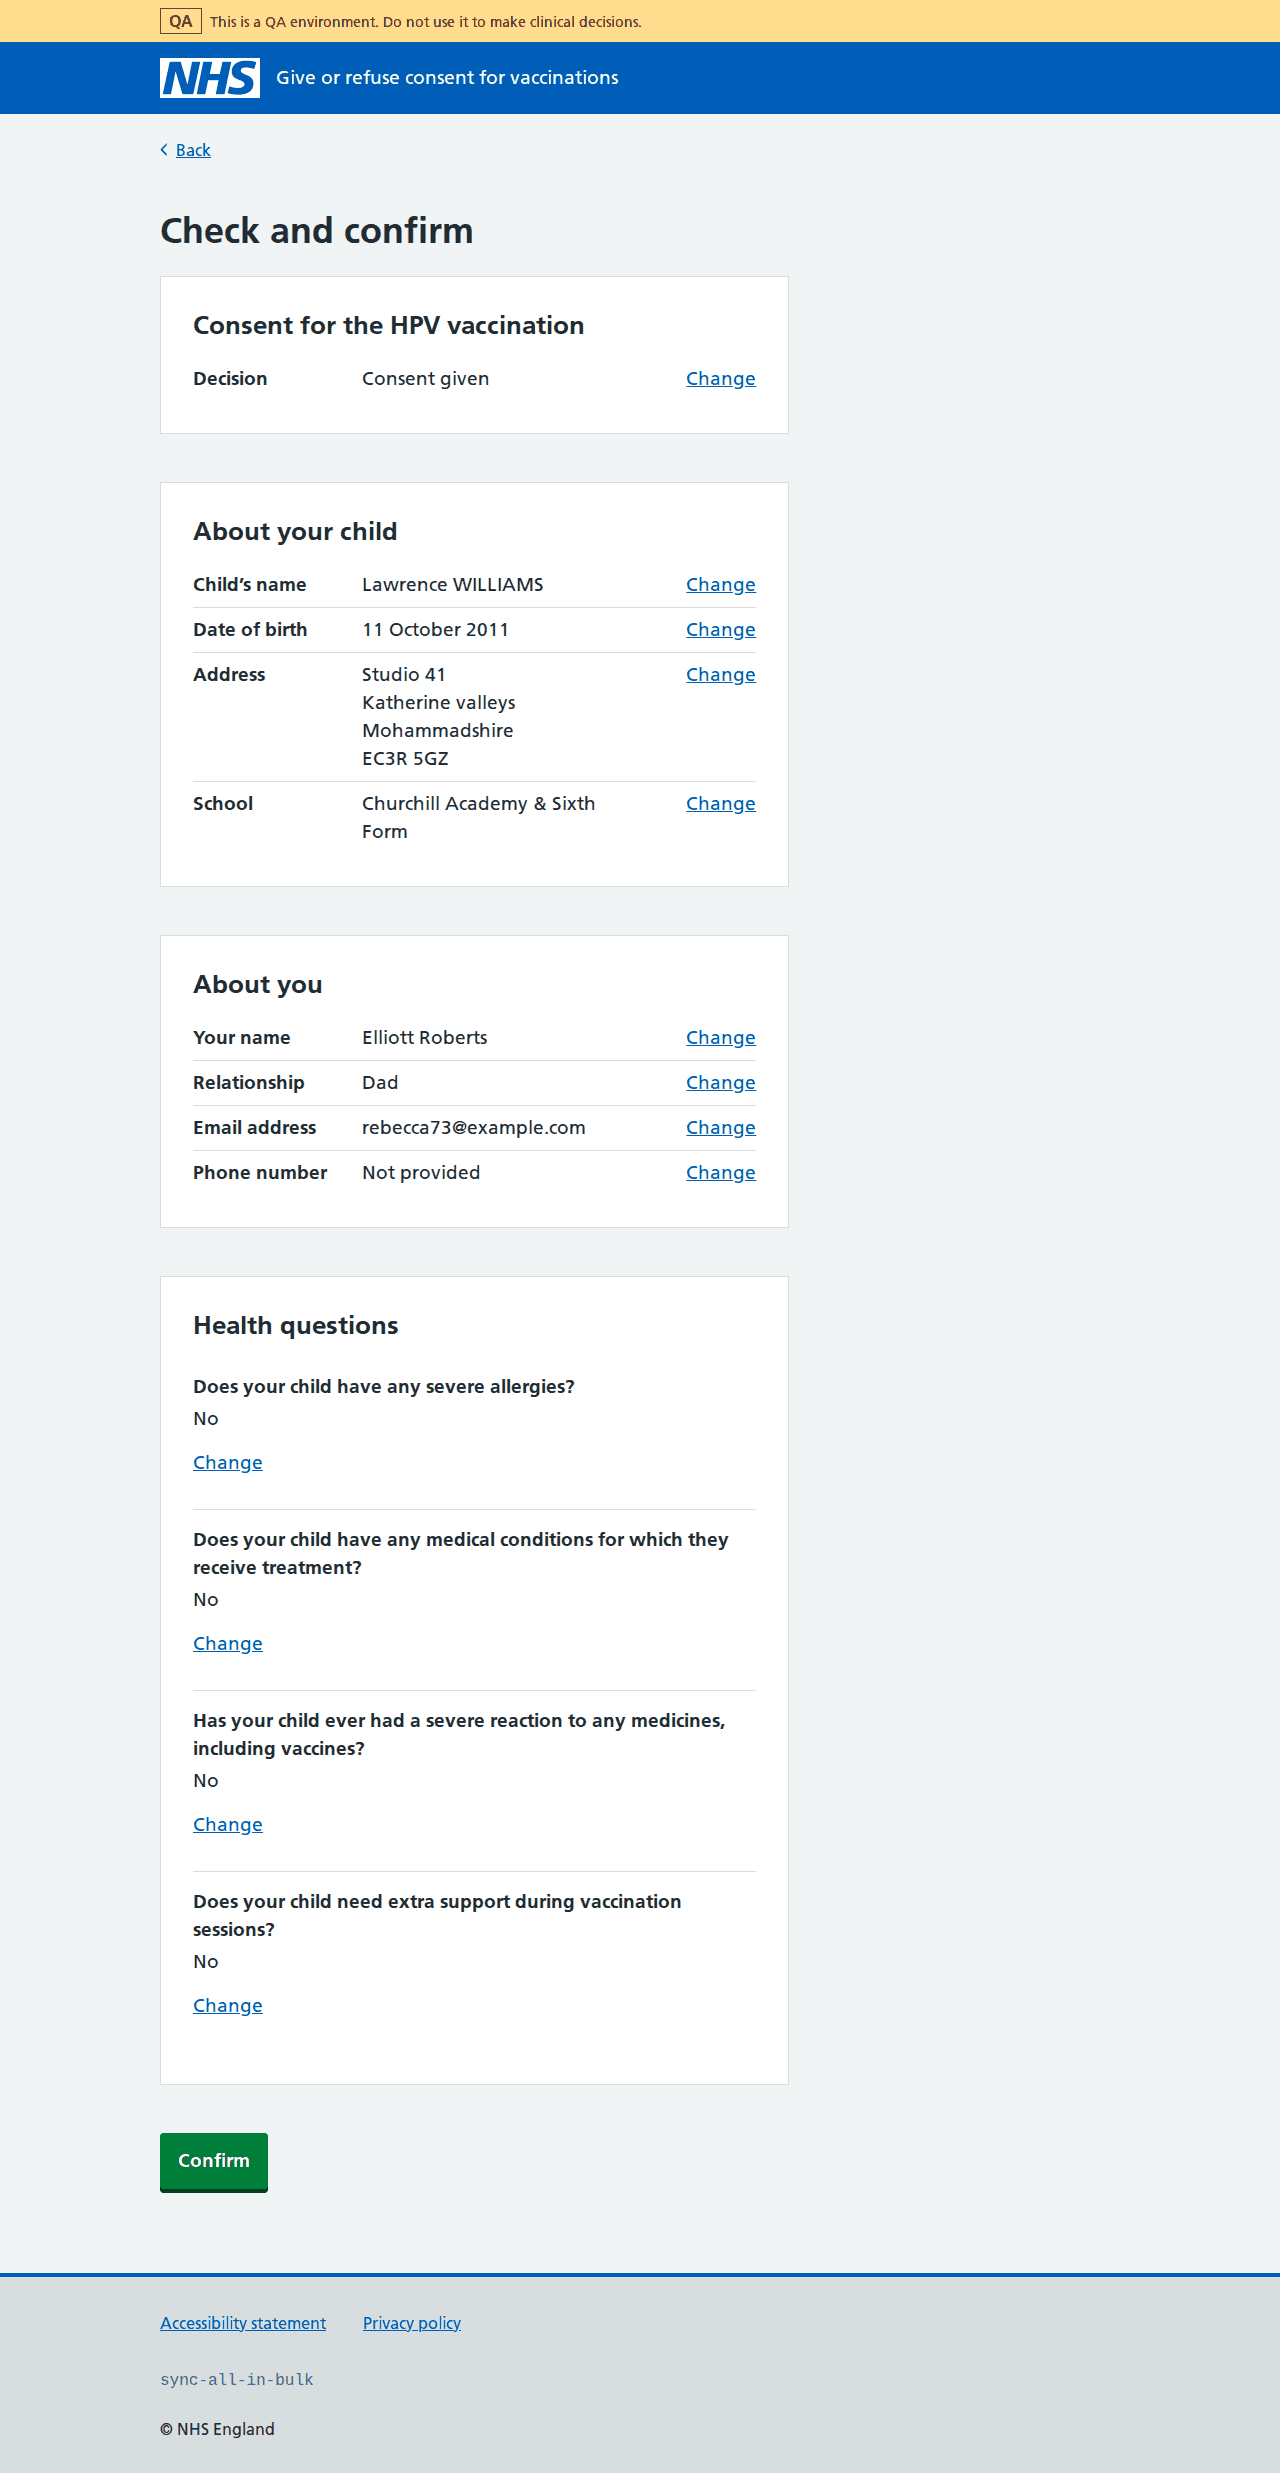 QA This is a QA environment. Do not use it to make clinical decisions.
NHS Give or refuse consent for vaccinations
Back
Check and confirm
Consent for the HPV vaccination
Decision Consent given Change
About your child
Child’s name Lawrence WILLIAMS Change
Date of birth 11 October 2011 Change
Address Studio 41 Change
Katherine valleys
Mohammadshire
EC3R 5GZ
School Churchill Academy & Sixth Change
Form
About you
Your name Elliott Roberts Change
Relationship Dad Change
Email address rebecca73@example.com Change
Phone number Not provided Change
Health questions
Does your child have any severe allergies?
No
Change
Does your child have any medical conditions for which they
receive treatment?
No
Change
Has your child ever had a severe reaction to any medicines,
including vaccines?
No
Change
Does your child need extra support during vaccination
sessions?
No
Change
Confirm
Accessibility statement Privacy policy
sync-all-in-bulk
© NHS England